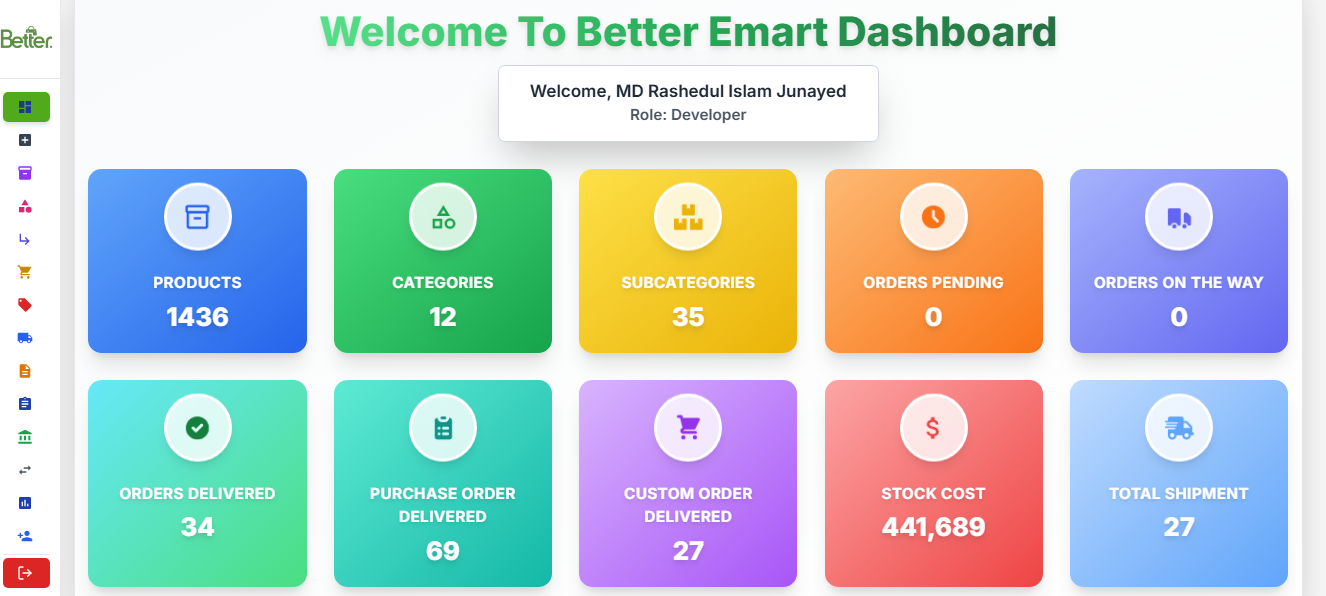 Better.
Welcome To Better Emart Dashboard
Welcome, MD Rashedul Islam Junayed
Role: Developer
PRODUCTS
1436
CATEGORIES
12
SUBCATEGORIES
35
ORDERS PENDING
0
ORDERS ON THE WAY
0
ORDERS DELIVERED
34
PURCHASE ORDER
DELIVERED
69
CUSTOM ORDER
DELIVERED
27
STOCK COST
441,689
TOTAL SHIPMENT
27